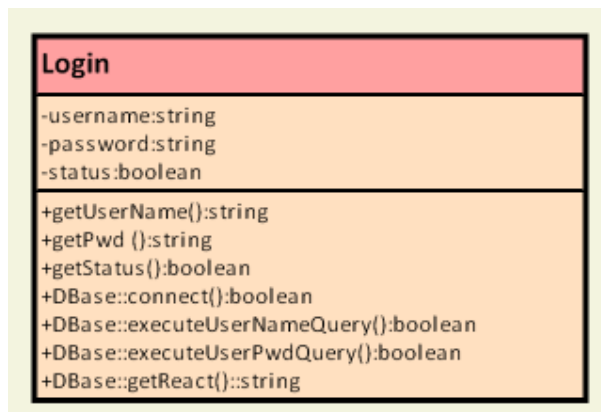 Login
-username:string
-password:string
-status:boolean
+getUserName():string
+getPwd ():string
+getStatus():boolean
+DBase::connect():boolean
+DBase::executeUserNameQuery():boolean
+DBase::executeUserPwdQuery():boolean
+DBase::getReact()::string